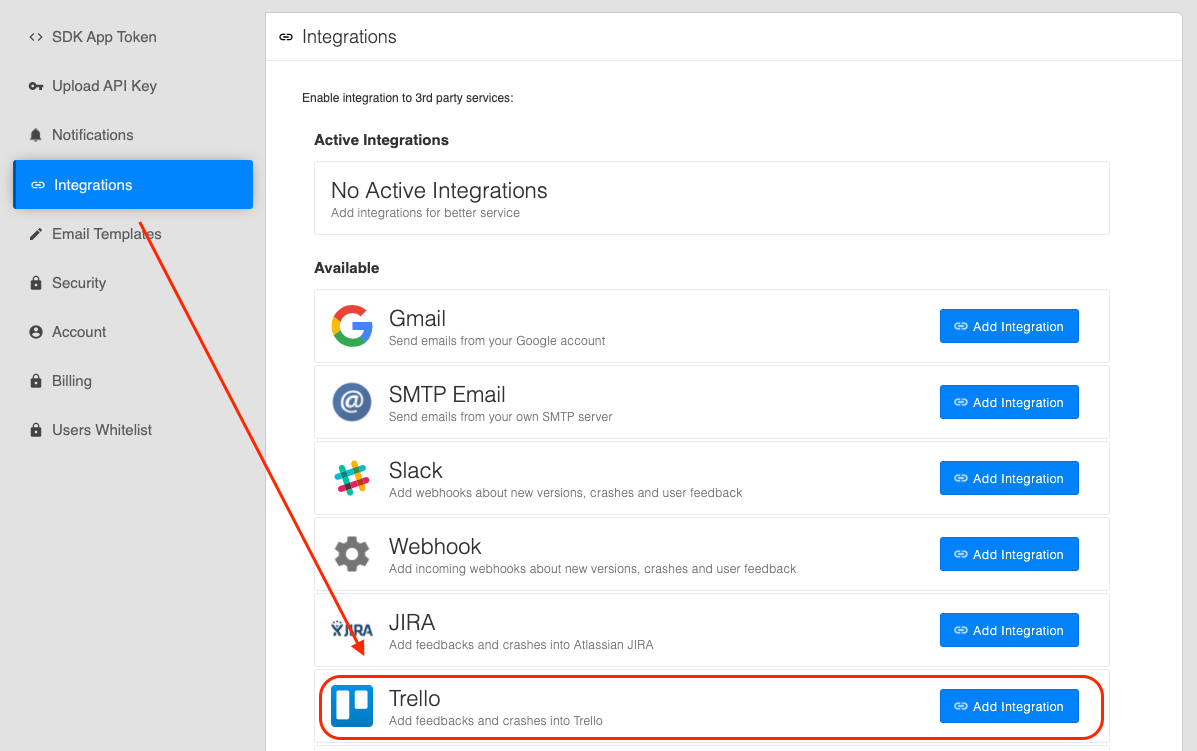 SDK App Token
Upload API Key
Notifications
Integrations
Email Templates
Security
Account
Billing
Users Whitelist
Integrations
Enable integration to 3rd party services:
Active Integrations
No Active Integrations
Add integrations for better service
Available
Gmail
Send emails from your Google account
Add Integration
SMTP Email
Send emails from your own SMTP server
Add Integration
Slack
Add webhooks about new versions, crashes and user feedback
Add Integration
Webhook
Add incoming webhooks about new versions, crashes and user feedback
Add Integration
JIRA
JIRA
Add feedbacks and crashes into Atlassian JIRA
Add Integration
Trello
Add feedbacks and crashes into Trello
Add Integration